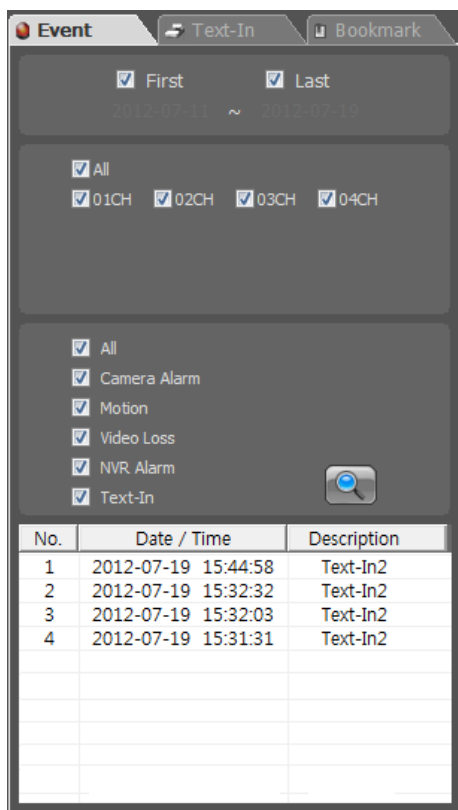 Event Text-In Bookmark
First Last
2012-07-11 ~ 2012-07-19
All
01CH 02CH 03CH 04CH
All
Camera Alarm
Motion
Video Loss
NVR Alarm
Text-In
No. Date / Time Description
1 2012-07-19 15:44:58 Text-In2
2 2012-07-19 15:32:32 Text-In2
3 2012-07-19 15:32:03 Text-In2
4 2012-07-19 15:31:31 Text-In2